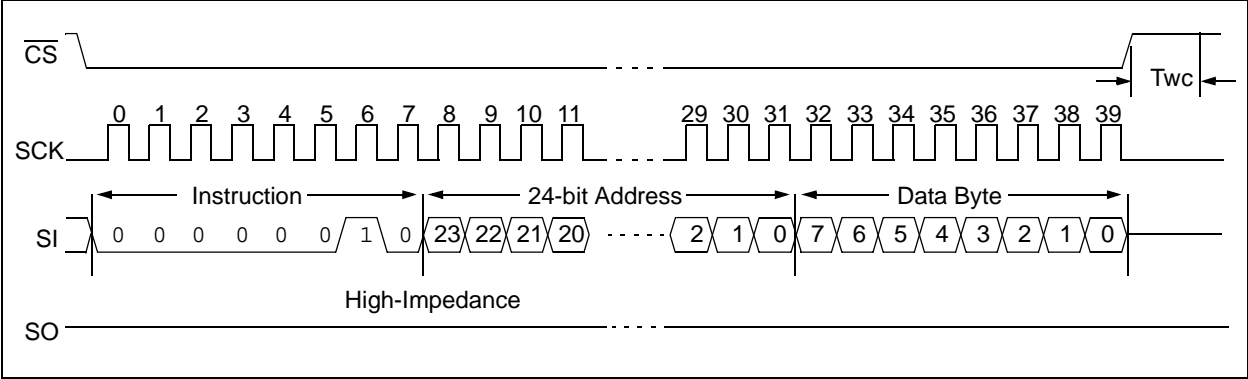 CS
Twc
0 1 2 3 4 5 6 7 8 9 10 11 29 30 31 32 33 34 35 36 37 38 39
SCK
Instruction 24-bit Address Data Byte
SI 0 0 0 0 0 0 1 0 23 22 21 20 2 1 0 7 6 5 4 3 2 1 0
High-Impedance
SO